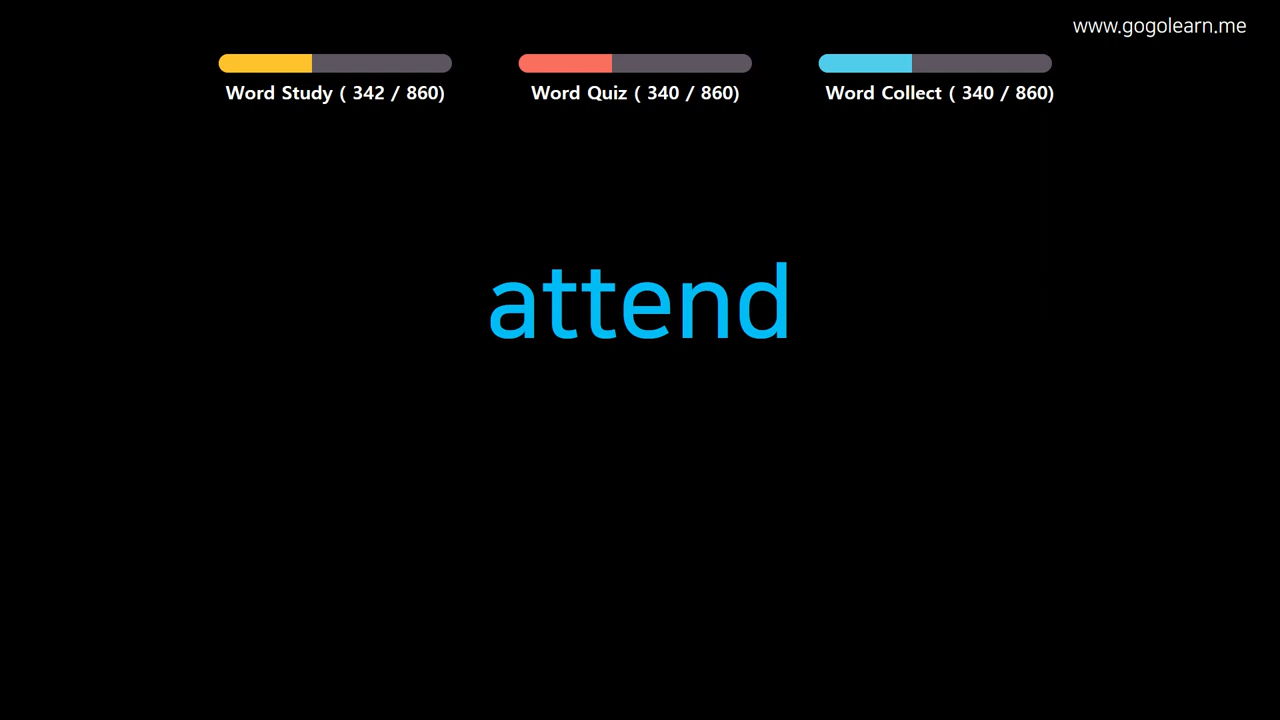 www.gogolearn.me
Word Study ( 342 / 860)
Word Quiz ( 340 / 860)
Word Collect ( 340 / 860)
attend